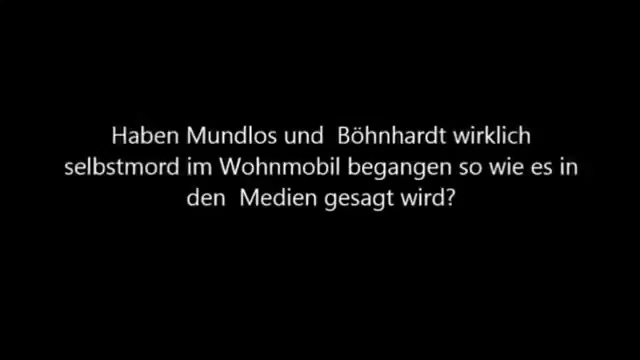 Haben Mundlos und  Böhnhardt wirklich
selbstmord im Wohnmobil begangen so wie es in
den  Medien gesagt wird?